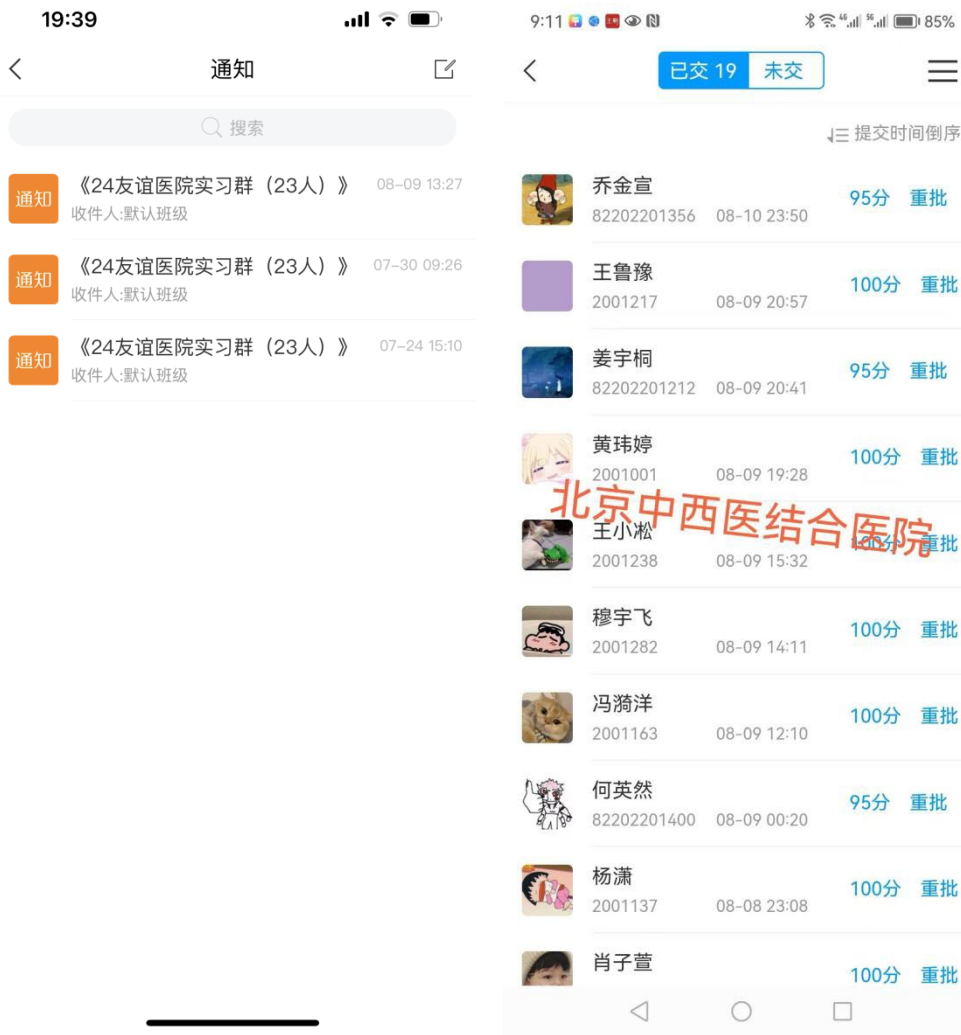 19:39
通知
搜索
通知
《24友谊医院实习群（23人）》 08-09 13:27
收件人:默认班级
通知
《24友谊医院实习群（23人）》 07-30 09:26
收件人:默认班级
通知
《24友谊医院实习群（23人）》 07-24 15:10
收件人:默认班级
9:11 85%
已交 19 未交
提交时间倒序
乔金宣
82202201356 08-10 23:50
95分 重批
王鲁豫
2001217 08-09 20:57
100分 重批
姜宇桐
82202201212 08-09 20:41
95分 重批
黄玮婷
2001001 08-09 19:28
100分 重批
北京中西医结合医院
王小凇
2001238 08-09 15:32
100分 重批
穆宇飞
2001282 08-09 14:11
100分 重批
冯漪洋
2001163 08-09 12:10
100分 重批
何英然
82202201400 08-09 00:20
95分 重批
杨潇
2001137 08-08 23:08
100分 重批
肖子萱
100分 重批